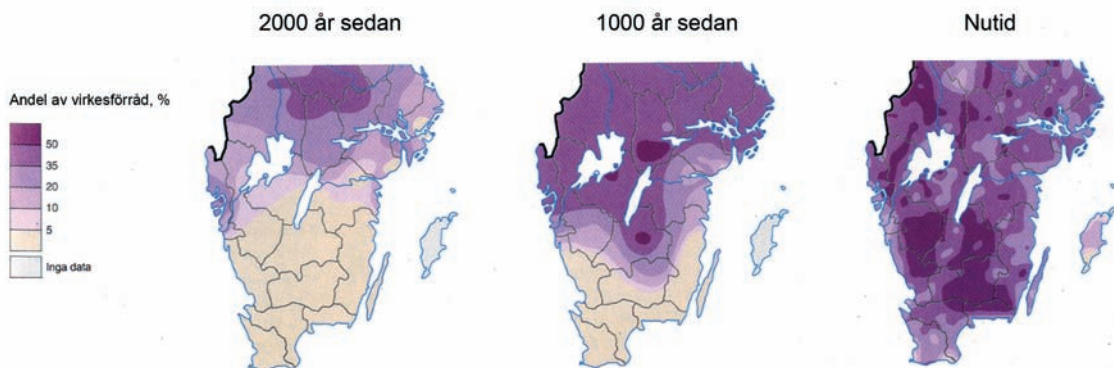 2000 år sedan
1000 år sedan
Nutid
Andel av virkesförråd, %
50
35
20
10
5
Inga data